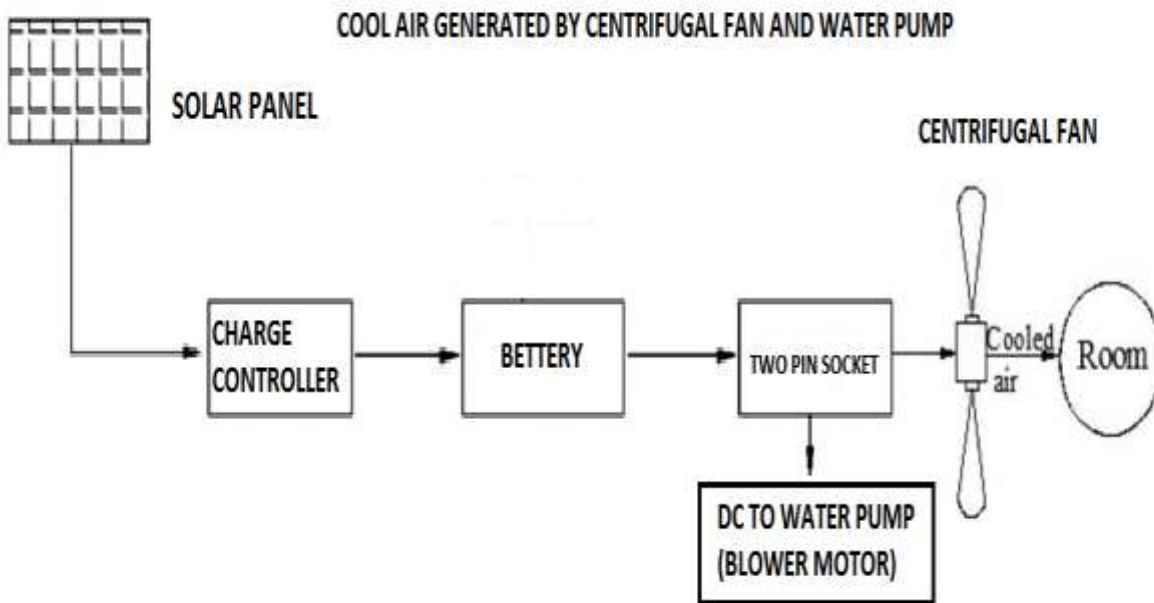 COOL AIR GENERATED BY CENTRIFUGAL FAN AND WATER PUMP
SOLAR PANEL
CENTRIFUGAL FAN
CHARGE
CONTROLLER
BETTERY
TWO PIN SOCKET
Cooled
air
Room
DC TO WATER PUMP
(BLOWER MOTOR)